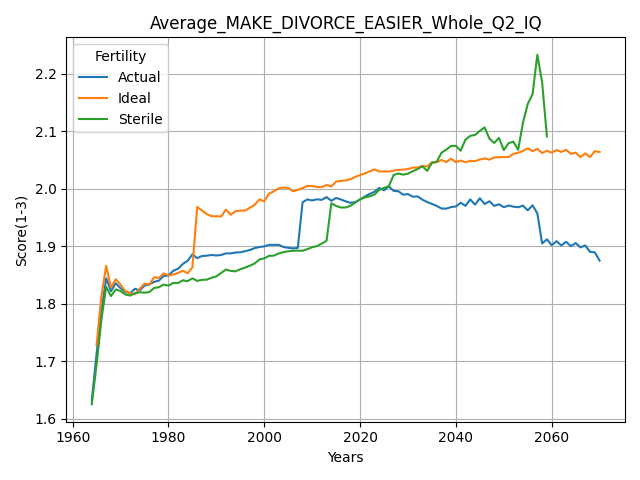 Average_MAKE_DIVORCE_EASIER_Whole_Q2_IQ
Fertility
Actual
Ideal
Sterile
Score(1-3)
2.2
2.1
2.0
1.9
1.8
1.7
1.6
1960
1980
2000
2020
2040
2060
Years